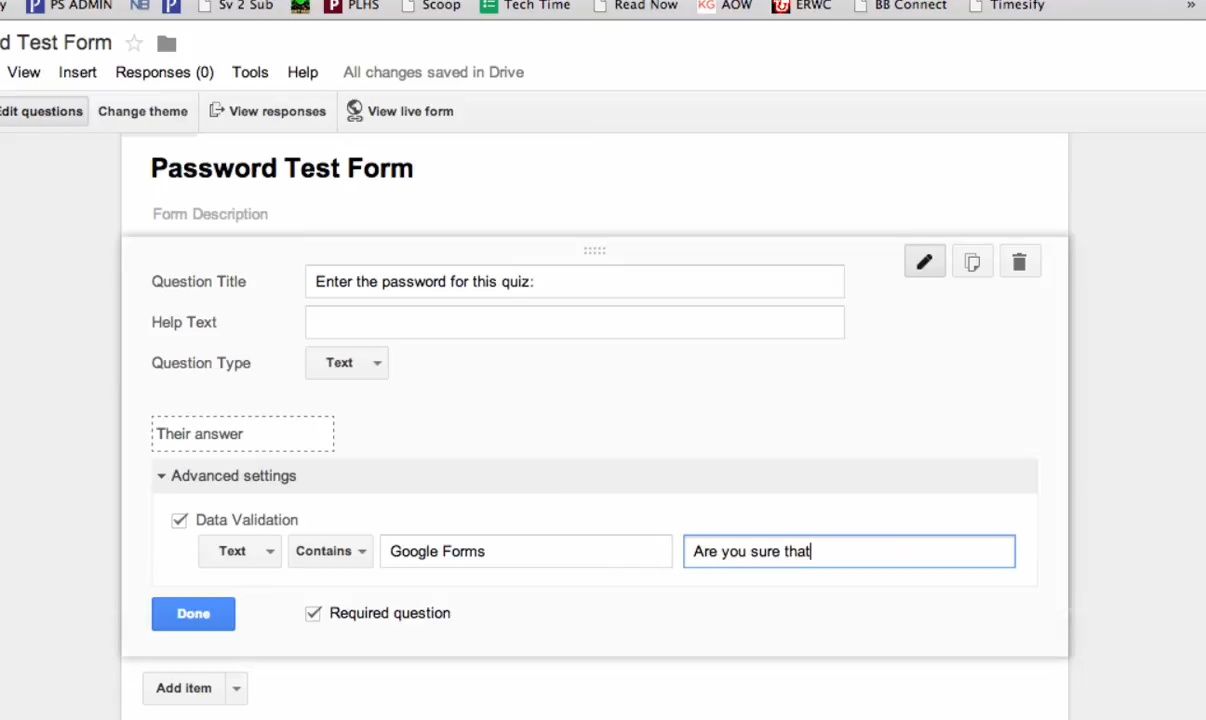 PS ADMIN NB P Sv 2 Sub P PLHS Scoop Tech Time Read Now KG AOW ERWC BB Connect Timesify »
d Test Form
View Insert Responses (0) Tools Help All changes saved in Drive
Edit questions Change theme View responses View live form
Password Test Form
Form Description
Question Title Enter the password for this quiz:
Help Text
Question Type Text
Their answer
Advanced settings
Data Validation
Text Contains Google Forms Are you sure that
Done Required question
Add item